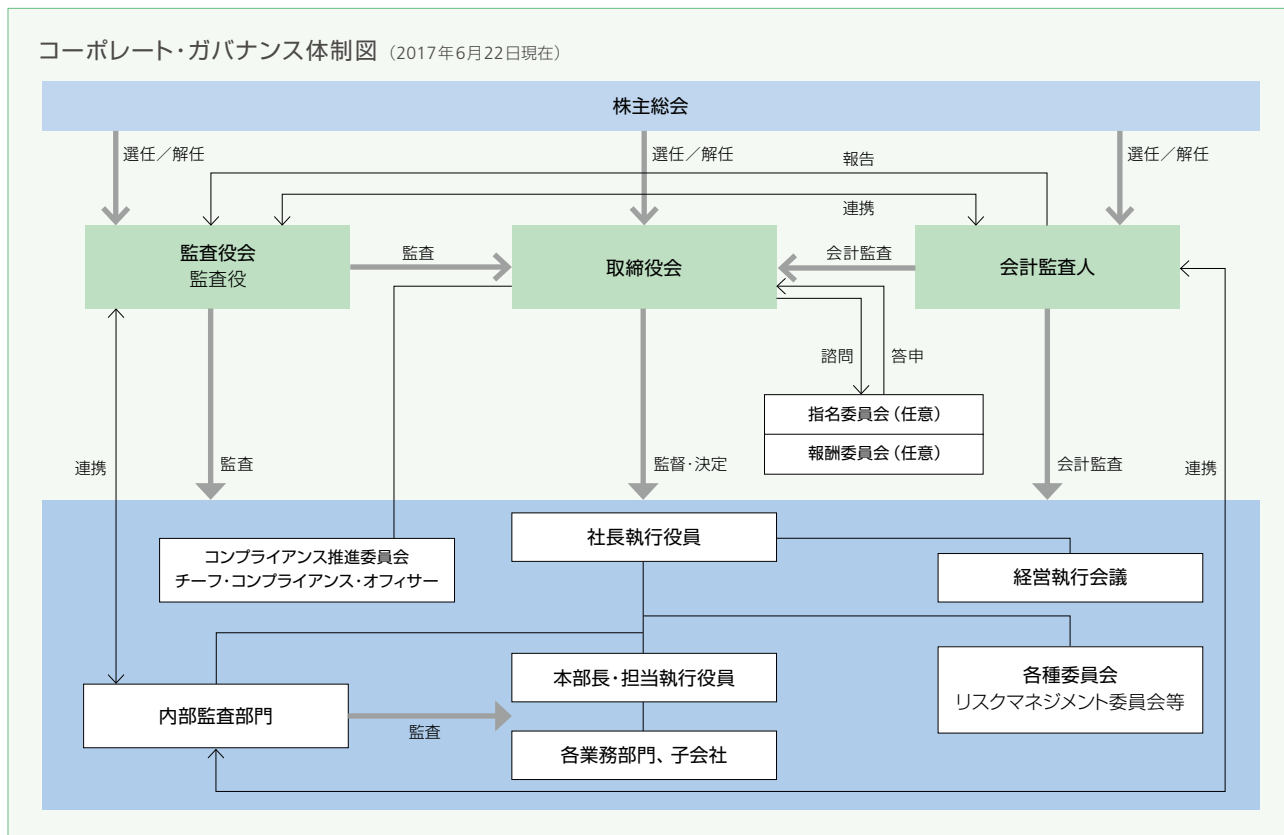 コーポレート・ガバナンス体制図（2017年6月22日現在）
株主総会
選任／解任
選任／解任
選任／解任
報告
連携
監査役会
監査役
監査
取締役会
会計監査
会計監査人
諮問
答申
指名委員会（任意）
報酬委員会（任意）
連携
監査
監督・決定
会計監査
連携
社長執行役員
コンプライアンス推進委員会
チーフ・コンプライアンス・オフィサー
経営執行会議
本部長・担当執行役員
各種委員会
リスクマネジメント委員会等
内部監査部門
監査
各業務部門、子会社